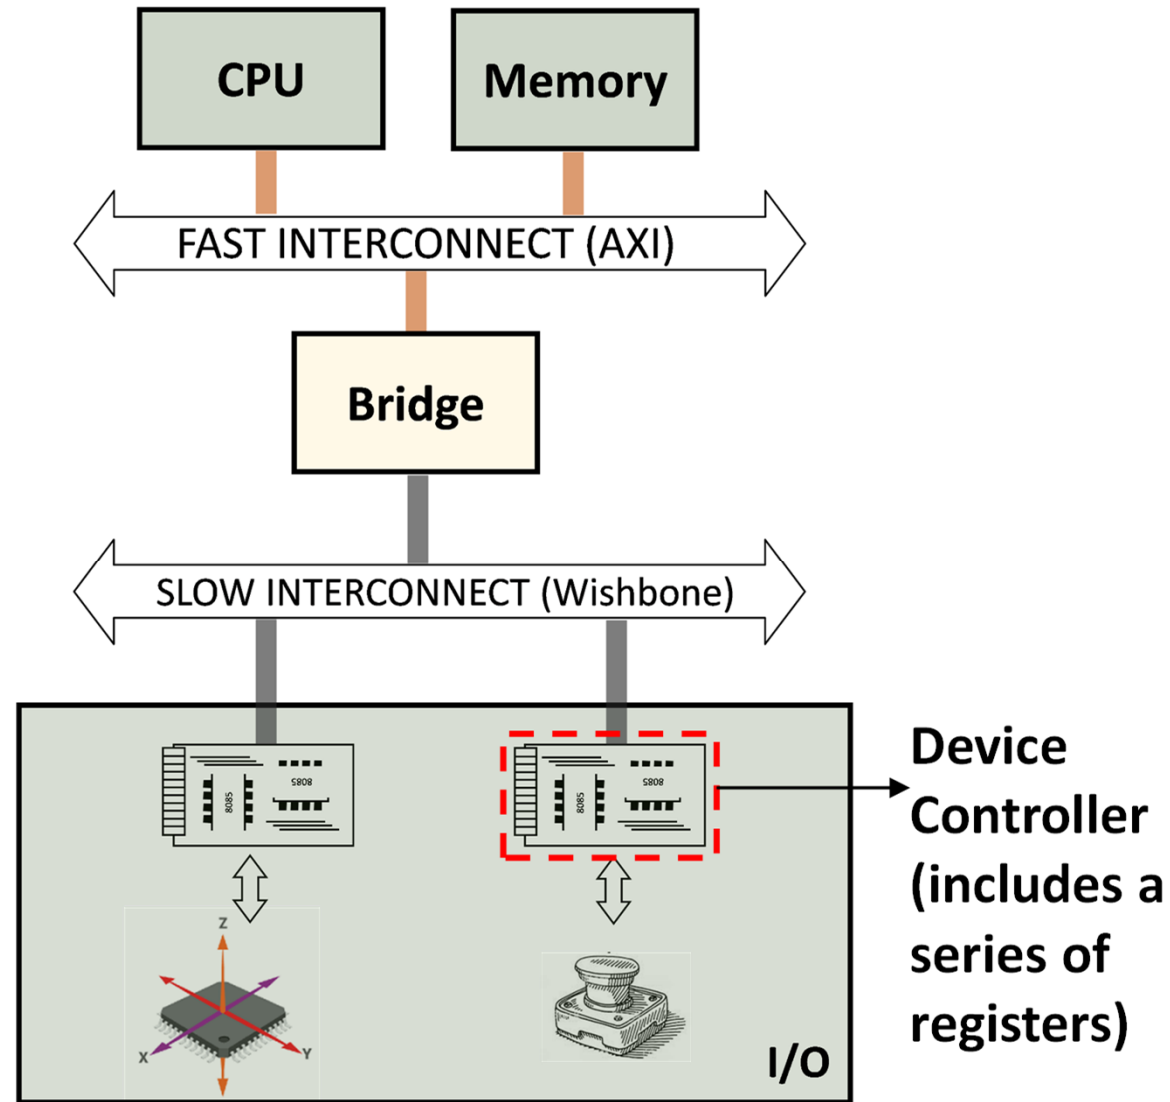 CPU
Memory
FAST INTERCONNECT (AXI)
Bridge
SLOW INTERCONNECT (Wishbone)
8085
8085
8085
8085
Device
Controller
(includes a
series of
registers)
Z
X
Y
I/O